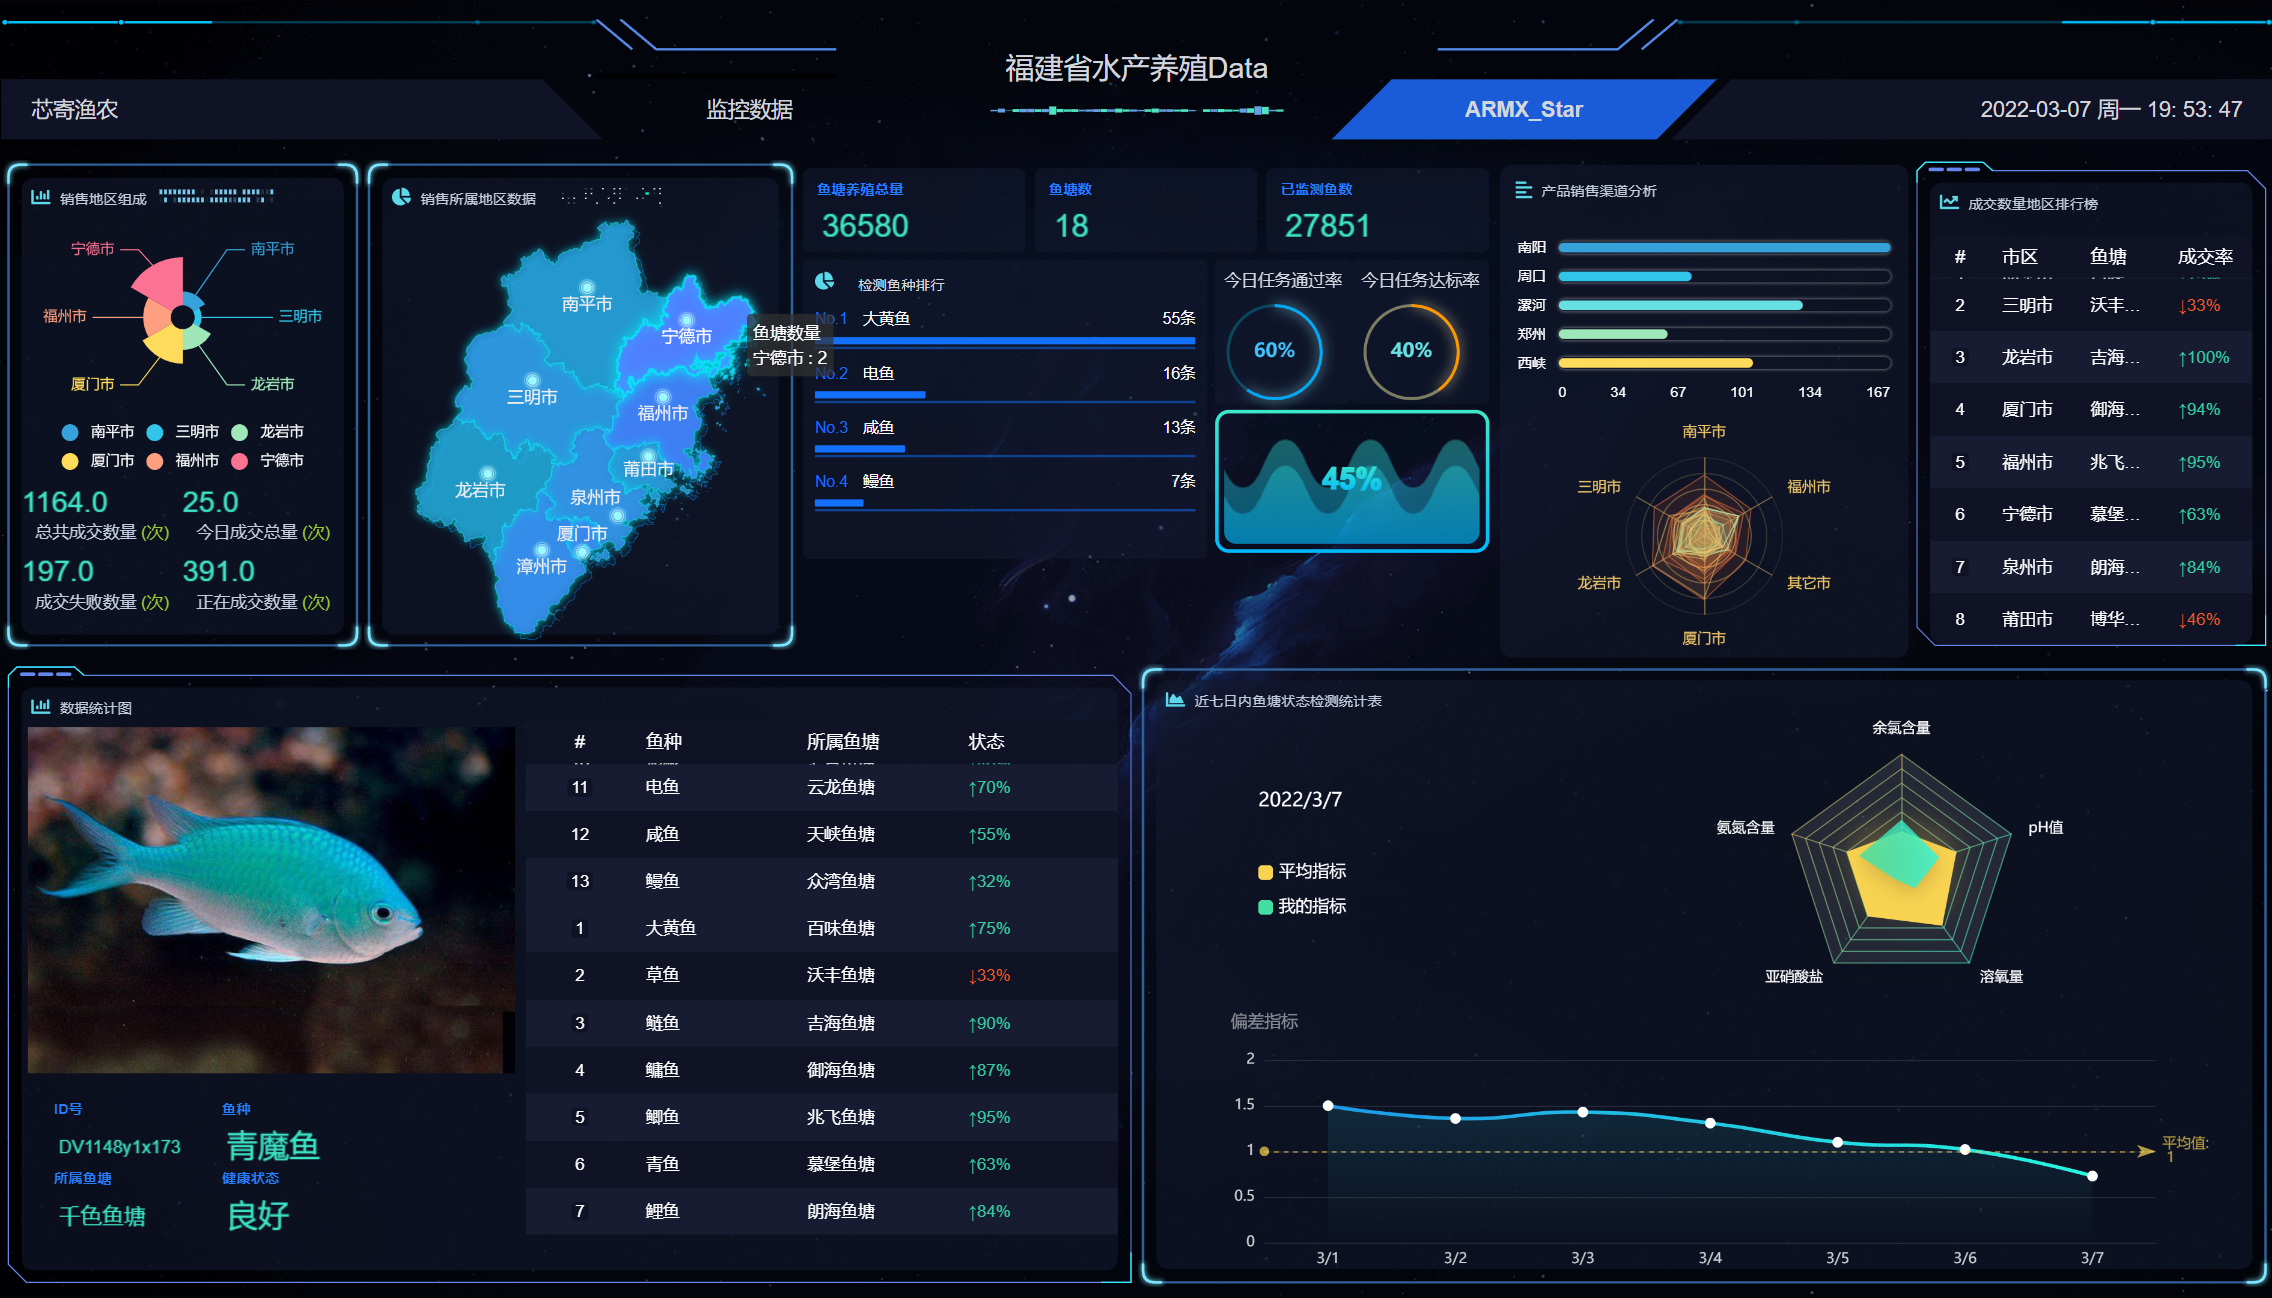 福建省水产养殖Data
芯寄渔农
监控数据
ARMX_Star
2022-03-07 周一 19: 53: 47
销售地区组成
宁德市
南平市
福州市
三明市
厦门市
龙岩市
南平市 三明市 龙岩市
厦门市 福州市 宁德市
1164.0 25.0
总共成交数量 (次) 今日成交总量 (次)
197.0 391.0
成交失败数量 (次) 正在成交数量 (次)
销售所属地区数据
南平市
宁德市
三明市
福州市
莆田市
龙岩市
泉州市
厦门市
漳州市
鱼塘数量
宁德市 : 2
鱼塘养殖总量
36580
鱼塘数
18
已监测鱼数
27851
检测鱼种排行
No.1 大黄鱼 55条
No.2 电鱼 16条
No.3 咸鱼 13条
No.4 鳗鱼 7条
今日任务通过率 今日任务达标率
60% 40%
45%
产品销售渠道分析
南阳
周口
漯河
郑州
西峡
0 34 67 101 134 167
南平市
三明市
福州市
龙岩市
其它市
厦门市
成交数量地区排行榜
# 市区 鱼塘 成交率
2 三明市 沃丰... ↓33%
3 龙岩市 吉海... ↑100%
4 厦门市 御海... ↑94%
5 福州市 兆飞... ↑95%
6 宁德市 慕堡... ↑63%
7 泉州市 朗海... ↑84%
8 莆田市 博华... ↓46%
数据统计图
ID号 鱼种
DV1148y1x173 青魔鱼
所属鱼塘 健康状态
千色鱼塘 良好
# 鱼种 所属鱼塘 状态
11 电鱼 云龙鱼塘 ↑70%
12 咸鱼 天峡鱼塘 ↑55%
13 鳗鱼 众湾鱼塘 ↑32%
1 大黄鱼 百味鱼塘 ↑75%
2 草鱼 沃丰鱼塘 ↓33%
3 鲢鱼 吉海鱼塘 ↑90%
4 鳙鱼 御海鱼塘 ↑87%
5 鲫鱼 兆飞鱼塘 ↑95%
6 青鱼 慕堡鱼塘 ↑63%
7 鲤鱼 朗海鱼塘 ↑84%
近七日内鱼塘状态检测统计表
2022/3/7
平均指标
我的指标
余氯含量
氨氮含量
pH值
亚硝酸盐
溶氧量
偏差指标
2
1.5
1
0.5
0
平均值:
1
3/1 3/2 3/3 3/4 3/5 3/6 3/7